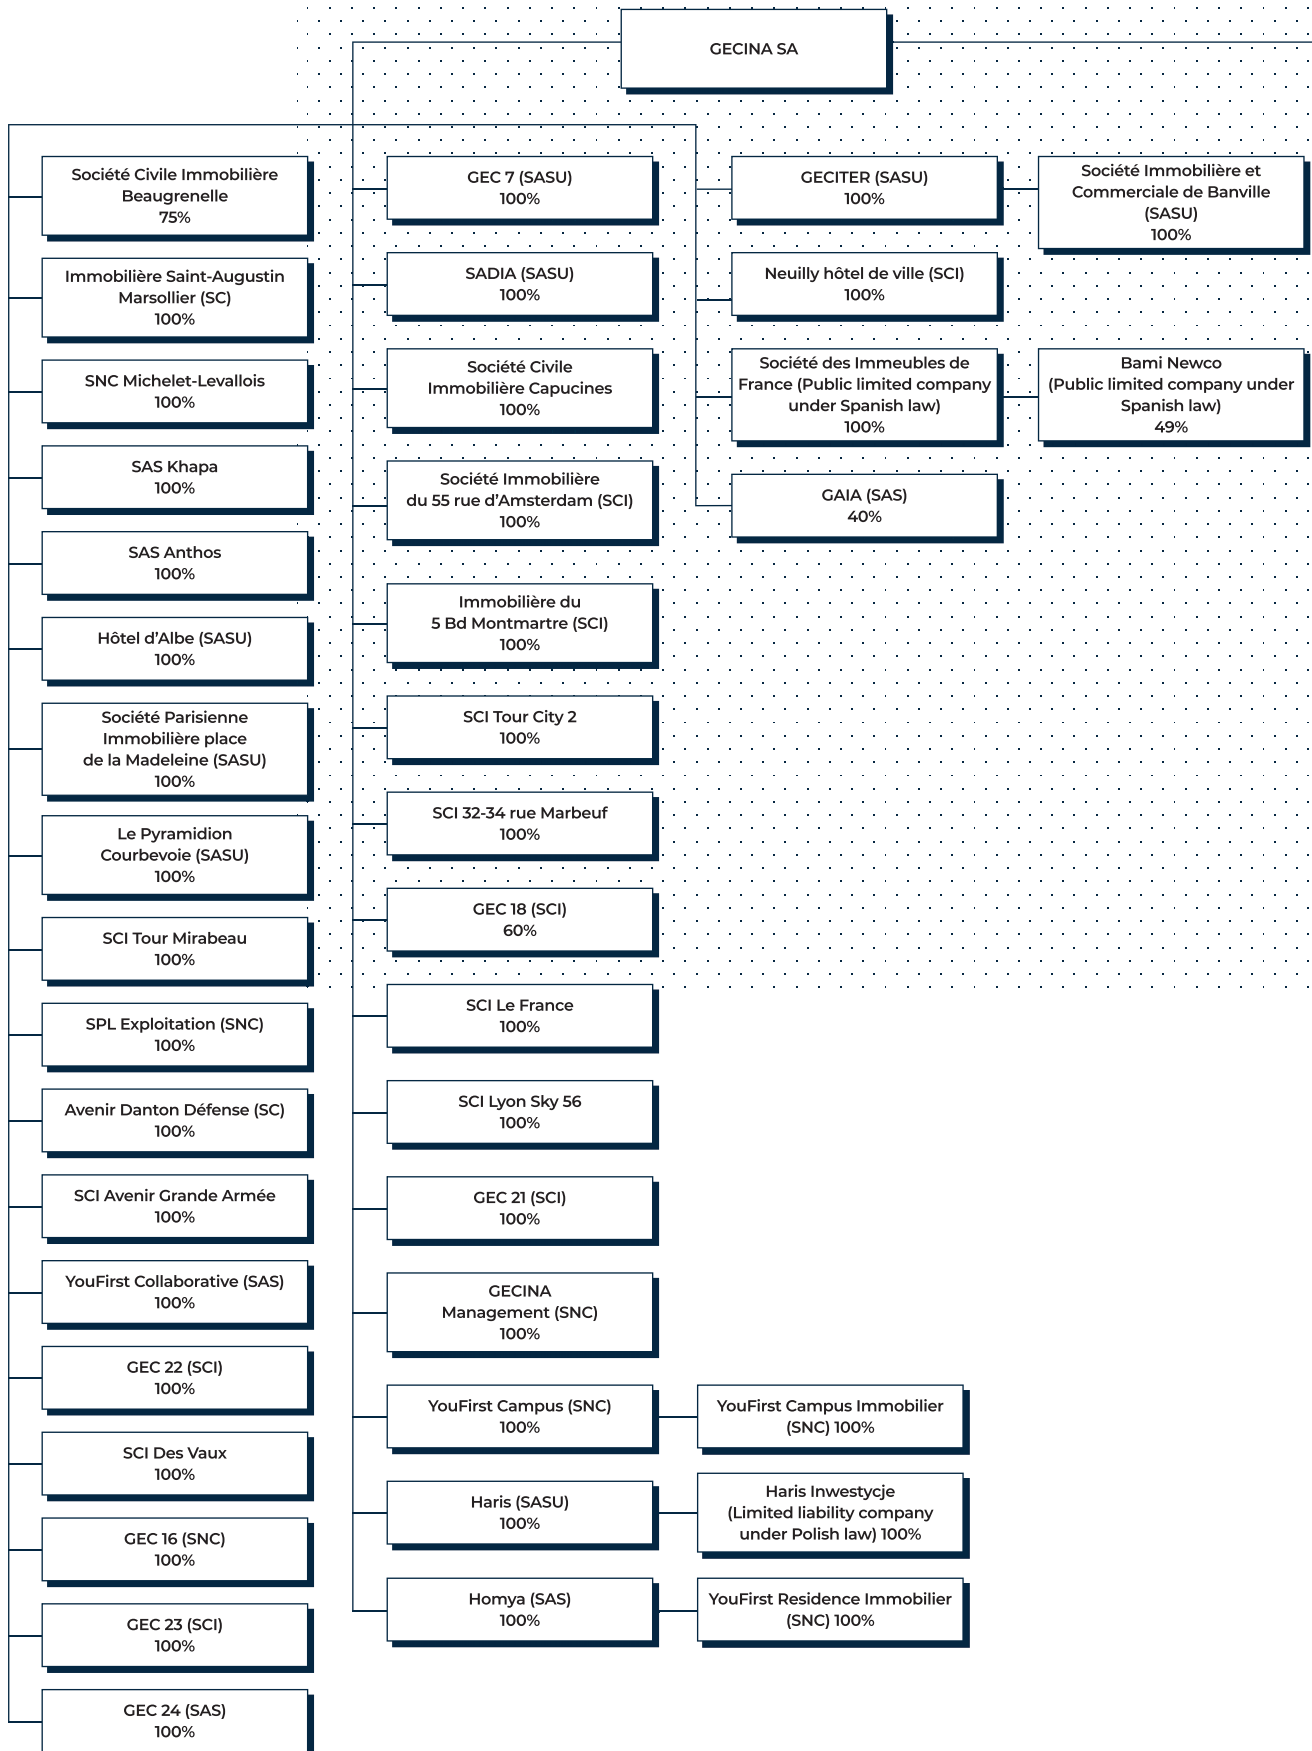 GECINA SA
Société Civile Immobilière
Beaugrenelle
75%
Immobilière Saint-Augustin
Marsollier (SC)
100%
SNC Michelet-Levallois
100%
SAS Khapa
100%
SAS Anthos
100%
Hôtel d’Albe (SASU)
100%
Société Parisienne
Immobilière place
de la Madeleine (SASU)
100%
Le Pyramidion
Courbevoie (SASU)
100%
SCI Tour Mirabeau
100%
SPL Exploitation (SNC)
100%
Avenir Danton Défense (SC)
100%
SCI Avenir Grande Armée
100%
YouFirst Collaborative (SAS)
100%
GEC 22 (SCI)
100%
SCI Des Vaux
100%
GEC 16 (SNC)
100%
GEC 23 (SCI)
100%
GEC 24 (SAS)
100%
GEC 7 (SASU)
100%
SADIA (SASU)
100%
Société Civile
Immobilière Capucines
100%
Société Immobilière
du 55 rue d’Amsterdam (SCI)
100%
Immobilière du
5 Bd Montmartre (SCI)
100%
SCI Tour City 2
100%
SCI 32-34 rue Marbeuf
100%
GEC 18 (SCI)
60%
SCI Le France
100%
SCI Lyon Sky 56
100%
GEC 21 (SCI)
100%
GECINA
Management (SNC)
100%
YouFirst Campus (SNC)
100%
YouFirst Campus Immobilier
(SNC) 100%
Haris (SASU)
100%
Haris Inwestycje
(Limited liability company
under Polish law) 100%
Homya (SAS)
100%
YouFirst Residence Immobilier
(SNC) 100%
GECITER (SASU)
100%
Société Immobilière et
Commerciale de Banville
(SASU)
100%
Neuilly hôtel de ville (SCI)
100%
Société des Immeubles de
France (Public limited company
under Spanish law)
100%
Bami Newco
(Public limited company under
Spanish law)
49%
GAIA (SAS)
40%